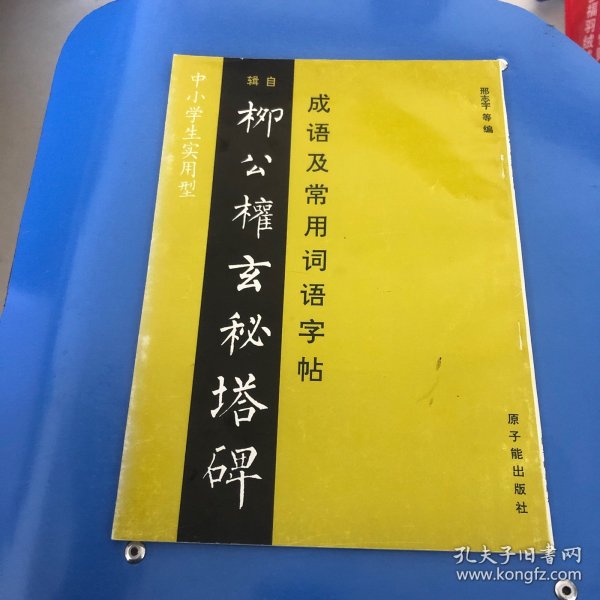 邢志宇 等 编
成语及常用词语字帖
辑自
柳公權玄秘塔碑
中小学生实用型
原子能出版社
孔夫子旧书网
www.kongfz.com